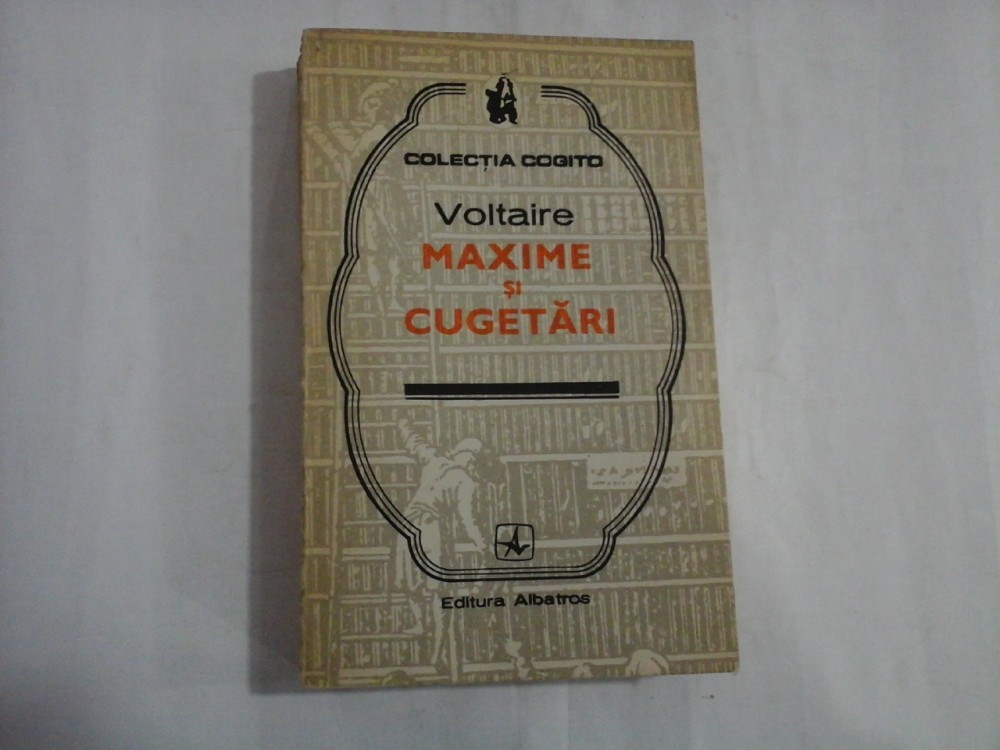 COLECȚIA COGITO
Voltaire
MAXIME
ȘI
CUGETĂRI
Editura Albatros